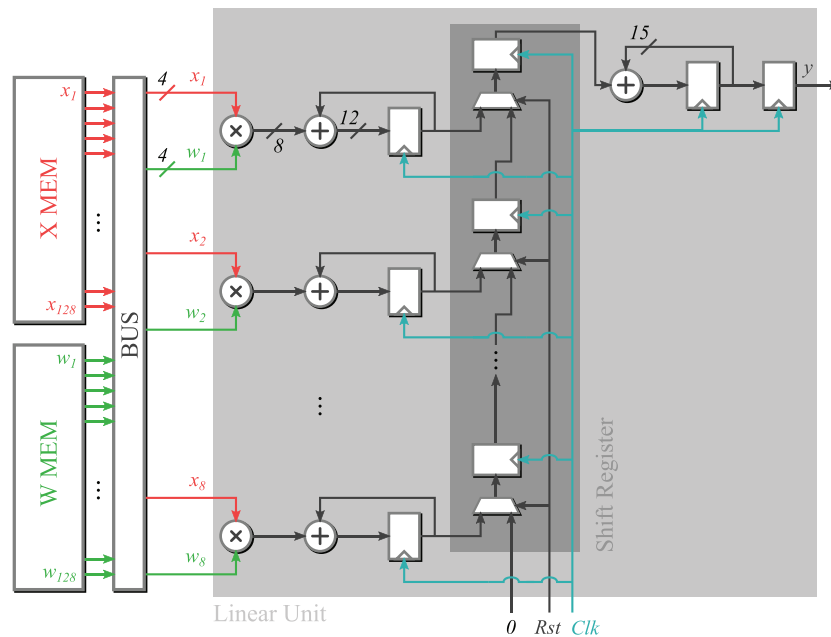 15
y
4
x1
8
12
4
w1
X MEM
x1
...
x128
BUS
x2
w2
W MEM
w1
...
w128
...
...
x8
w8
Shift Register
Linear Unit
0
Rst
Clk